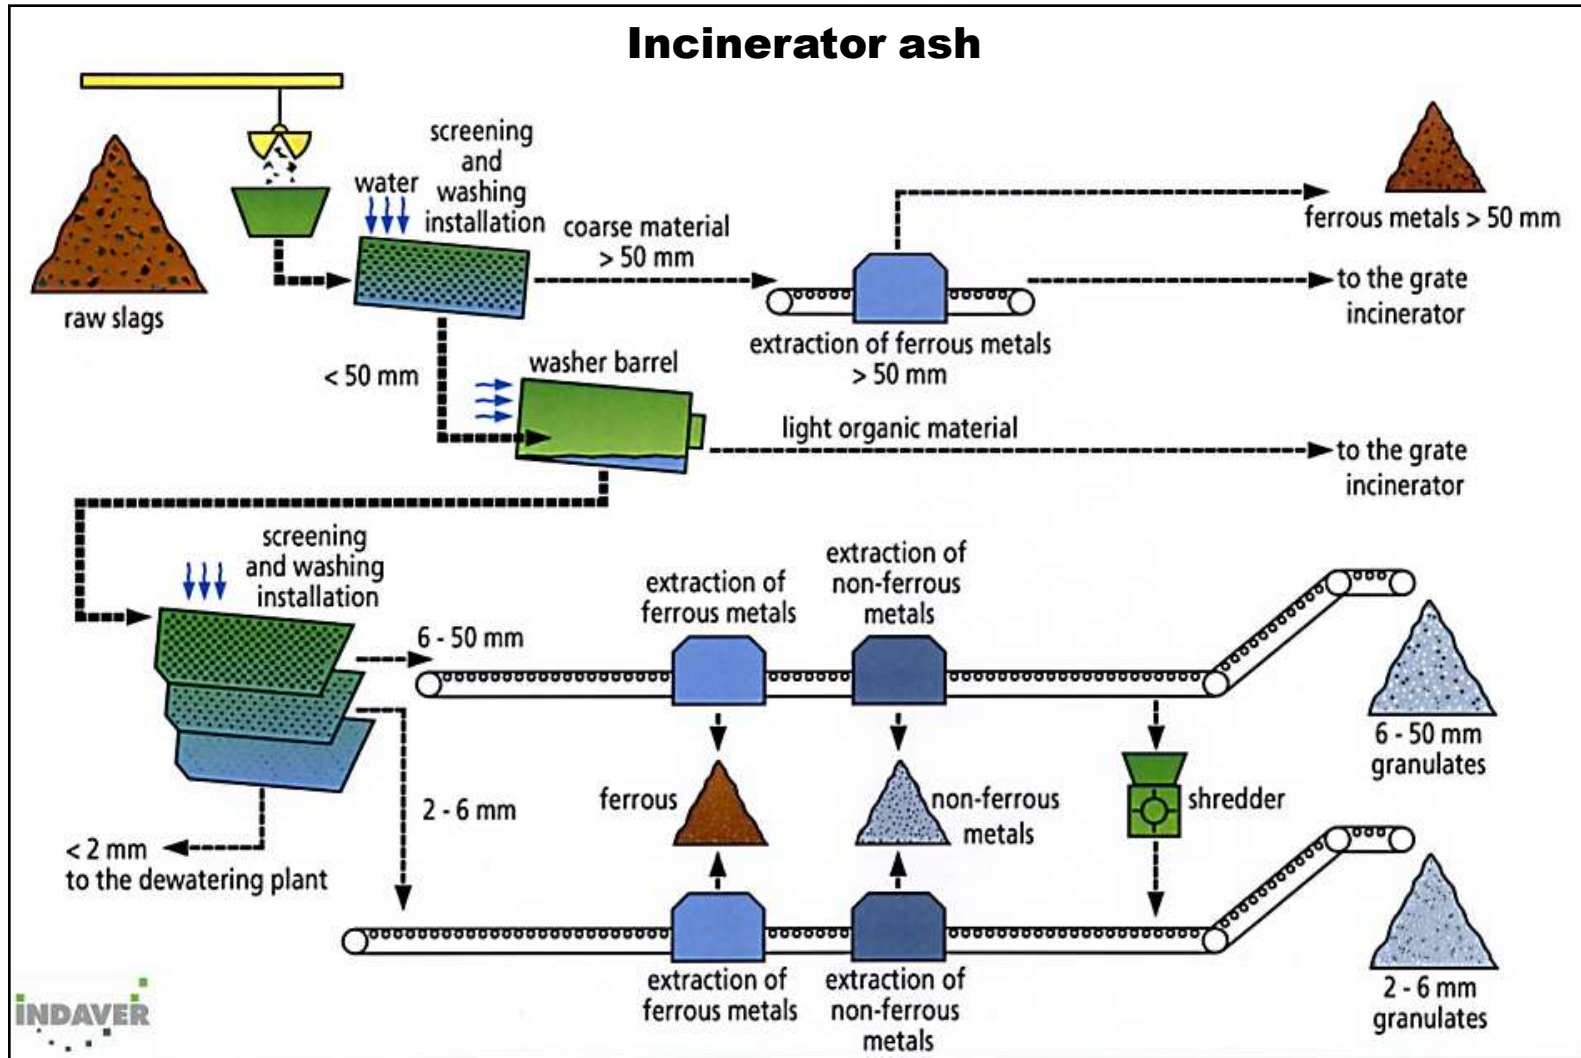 Incinerator ash
raw slags
water
screening
and
washing
installation
coarse material
> 50 mm
extraction of ferrous metals
> 50 mm
ferrous metals > 50 mm
to the grate
incinerator
< 50 mm
washer barrel
light organic material
to the grate
incinerator
screening
and washing
installation
6 - 50 mm
2 - 6 mm
< 2 mm
to the dewatering plant
extraction of
ferrous metals
extraction of
non-ferrous
metals
ferrous
non-ferrous
metals
shredder
6 - 50 mm
granulates
extraction of
ferrous metals
extraction of
non-ferrous
metals
2 - 6 mm
granulates
INDAVER